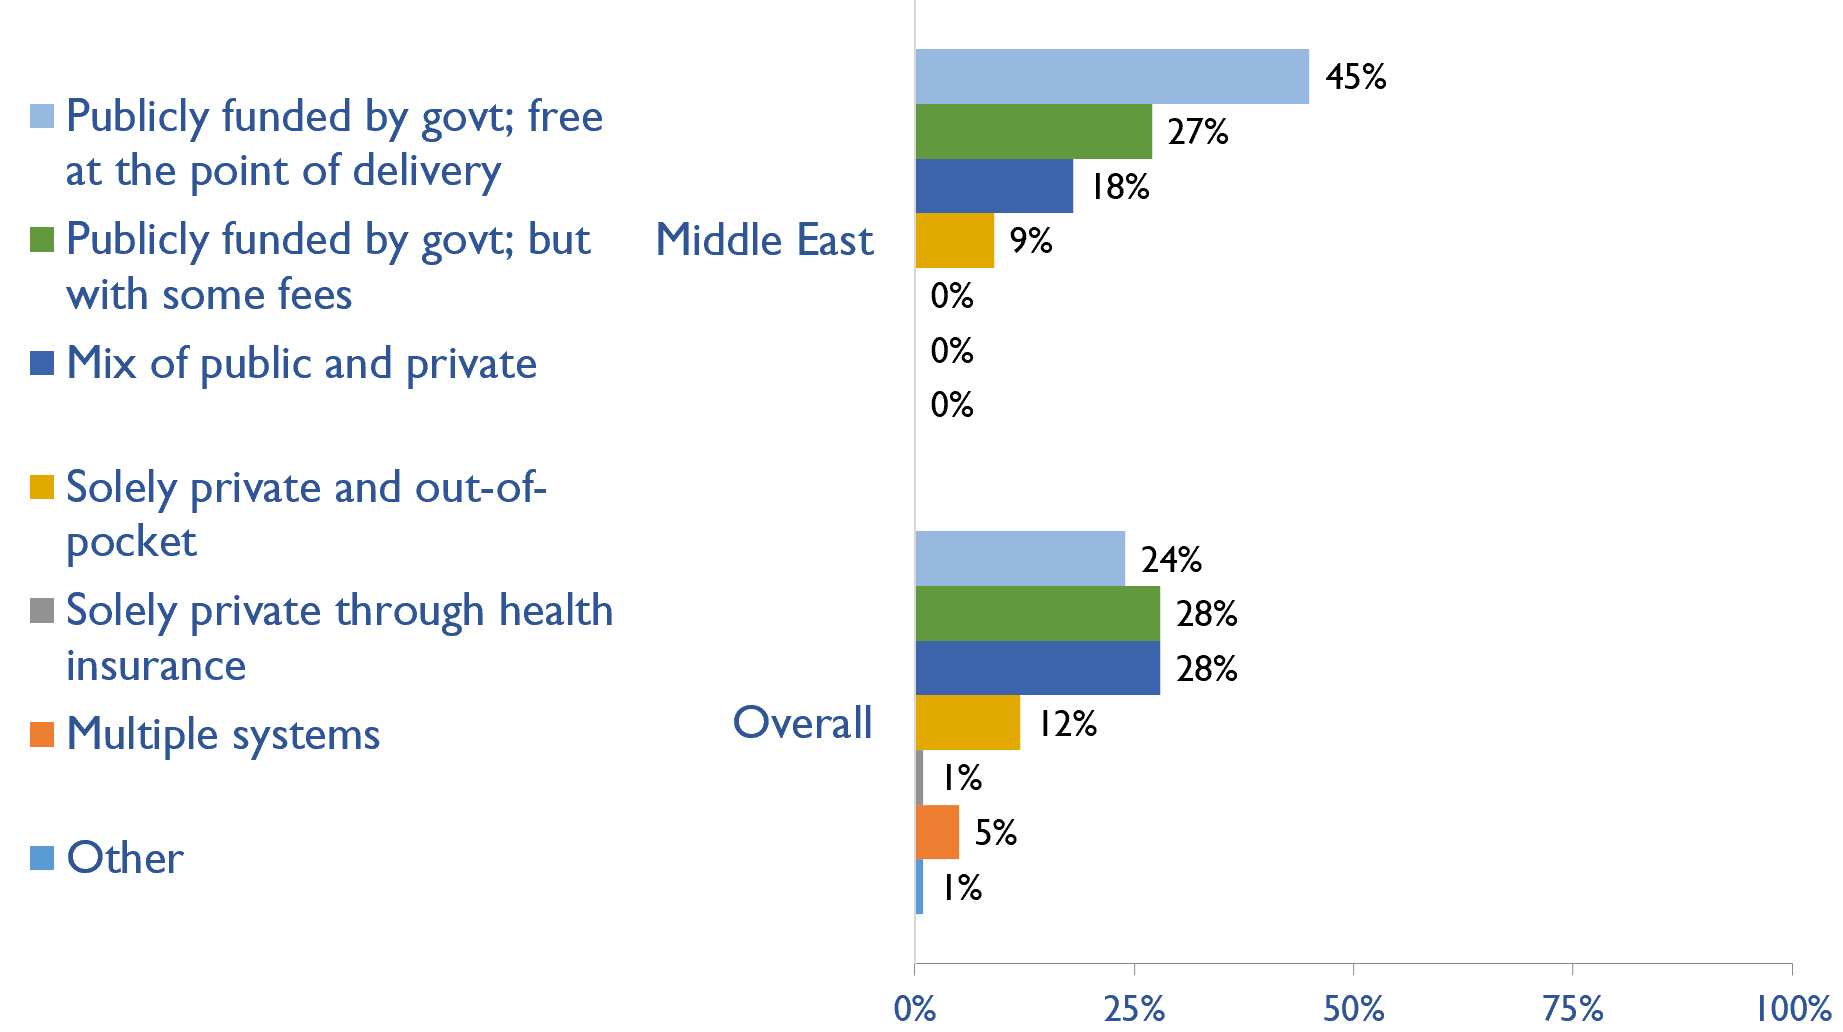 Publicly funded by govt; free
at the point of delivery
Publicly funded by govt; but
with some fees
Mix of public and private
Solely private and out-of-
pocket
Solely private through health
insurance
Multiple systems
Other
Middle East
45%
27%
18%
9%
0%
0%
0%
Overall
24%
28%
28%
12%
1%
5%
1%
0% 25% 50% 75% 100%